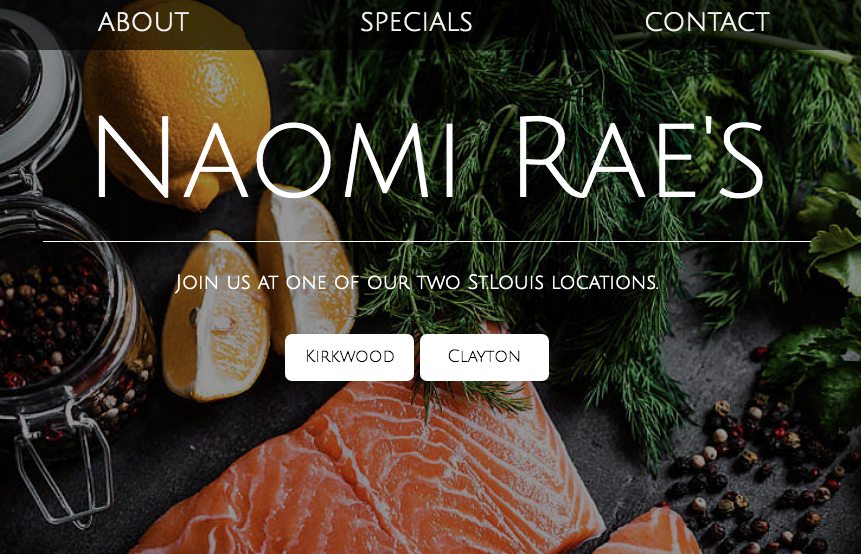 ABOUT SPECIALS CONTACT
NAOMI RAE'S
JOIN US AT ONE OF OUR TWO ST.LOUIS LOCATIONS.
KIRKWOOD CLAYTON